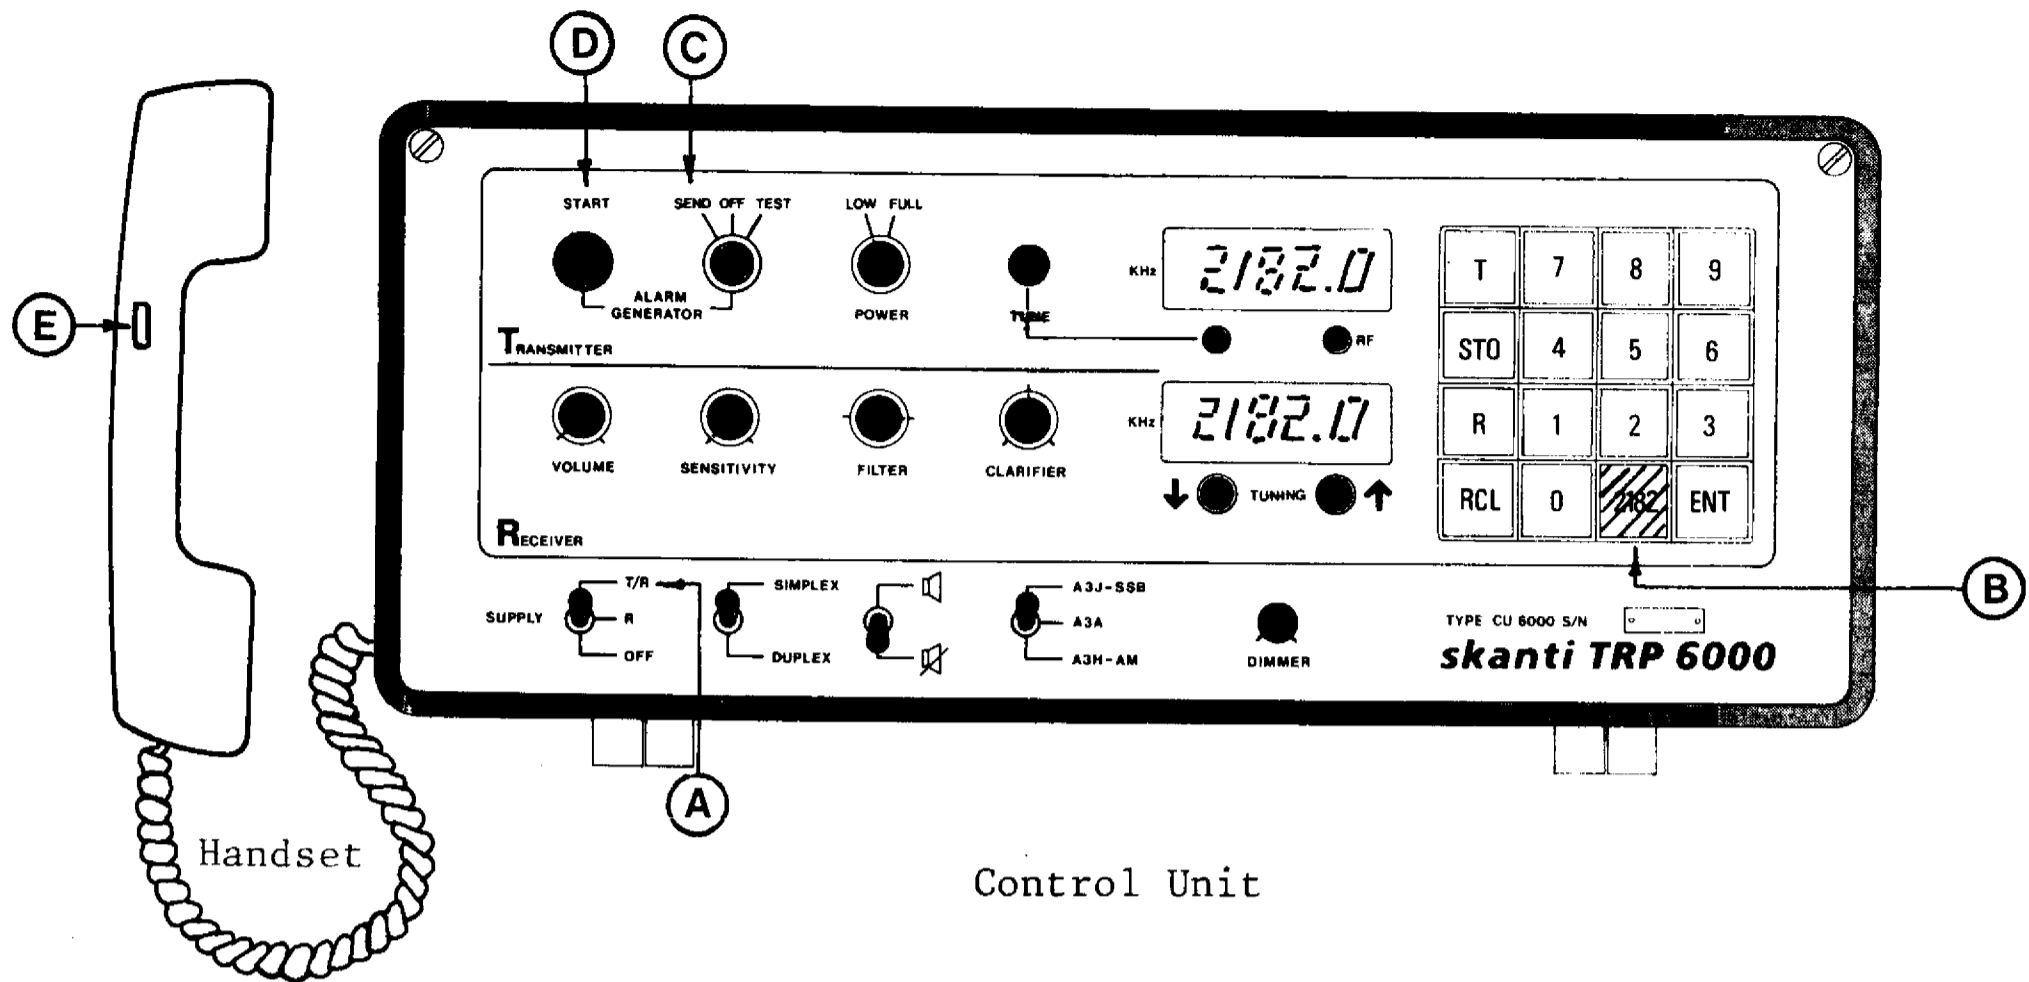 D C
START SEND OFF TEST LOW FULL
KHz 2182.0
ALARM
GENERATOR POWER TUNE
RF
TRANSMITTER
KHz 2182.0
VOLUME SENSITIVITY FILTER CLARIFIER
TUNING
RECEIVER
T 7 8 9
STO 4 5 6
R 1 2 3
RCL 0 2182 ENT
E
SUPPLY T/R
R
OFF
SIMPLEX
DUPLEX
A3J-SSB
A3A
A3H-AM
DIMMER
TYPE CU 6000 S/N
skanti TRP 6000
B
A
Handset
Control Unit